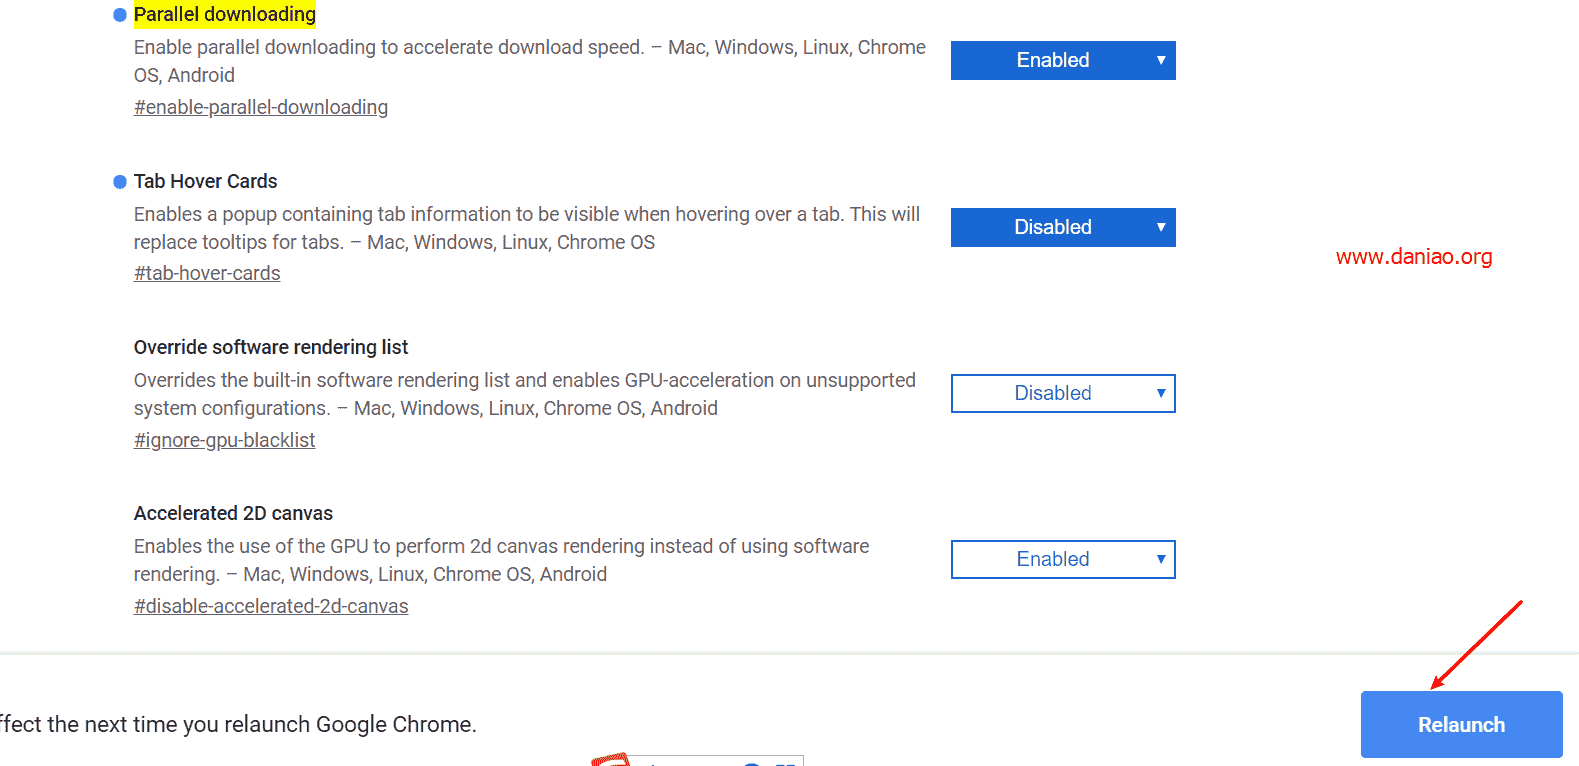 Parallel downloading
Enable parallel downloading to accelerate download speed. – Mac, Windows, Linux, Chrome
OS, Android
Enabled
#enable-parallel-downloading
Tab Hover Cards
Enables a popup containing tab information to be visible when hovering over a tab. This will
replace tooltips for tabs. – Mac, Windows, Linux, Chrome OS
Disabled
#tab-hover-cards
www.daniao.org
Override software rendering list
Overrides the built-in software rendering list and enables GPU-acceleration on unsupported
system configurations. – Mac, Windows, Linux, Chrome OS, Android
Disabled
#ignore-gpu-blacklist
Accelerated 2D canvas
Enables the use of the GPU to perform 2d canvas rendering instead of using software
rendering. – Mac, Windows, Linux, Chrome OS, Android
Enabled
#disable-accelerated-2d-canvas
ffect the next time you relaunch Google Chrome.
Relaunch